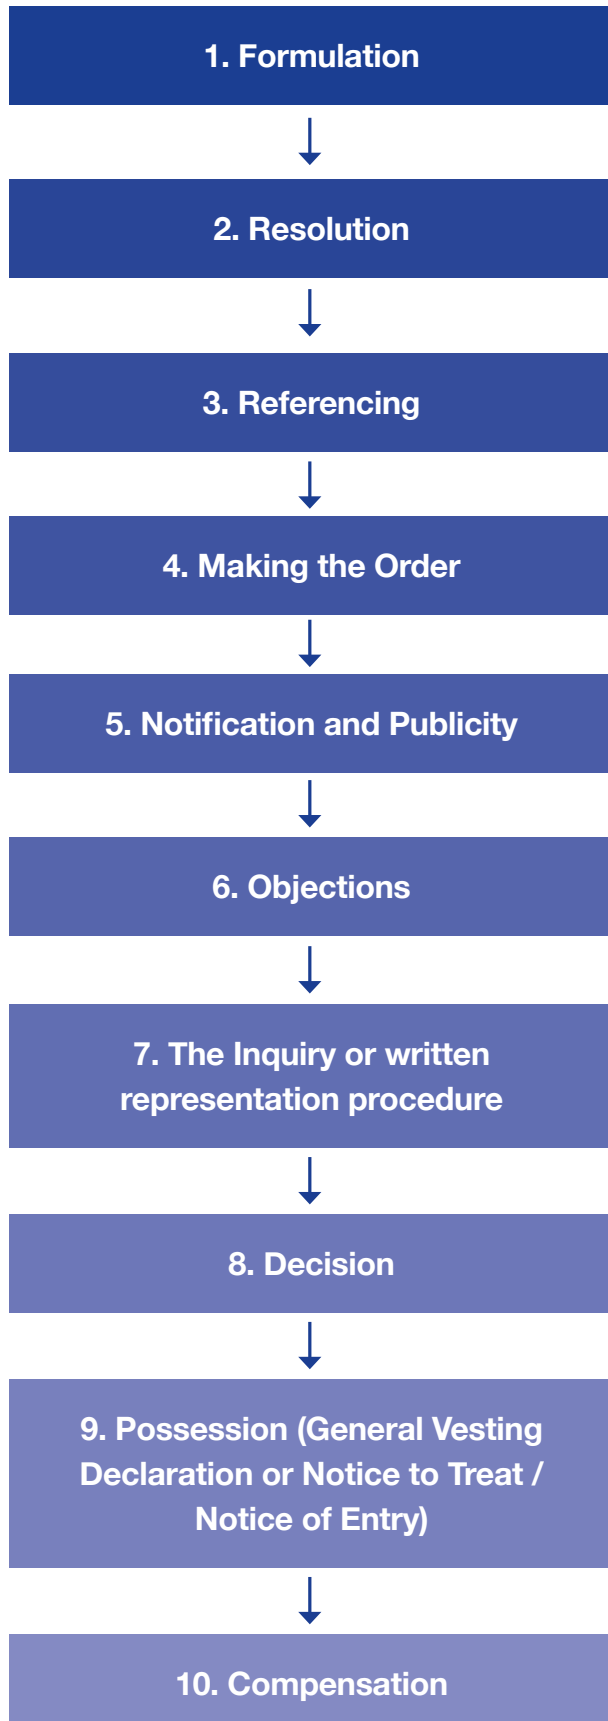 1. Formulation
2. Resolution
3. Referencing
4. Making the Order
5. Notification and Publicity
6. Objections
7. The Inquiry or written
representation procedure
8. Decision
9. Possession (General Vesting
Declaration or Notice to Treat /
Notice of Entry)
10. Compensation